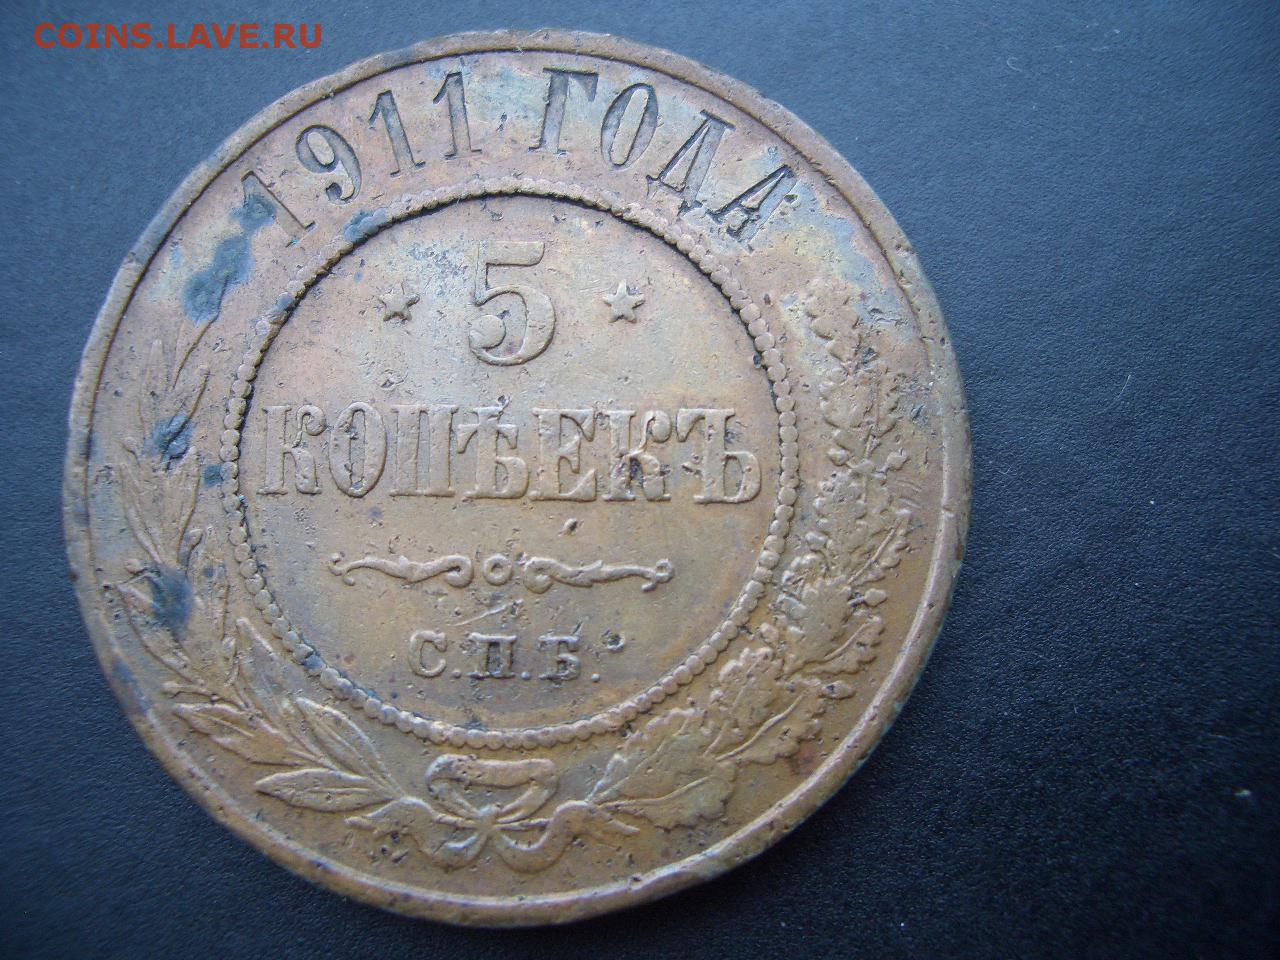 COINS.LAVE.RU
1911 ГОДА
* 5 *
КОПѢЕКЪ
С.П.Б.